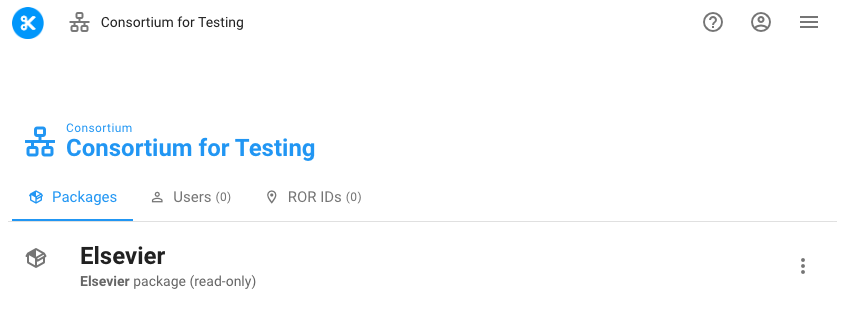 Consortium for Testing
Consortium
Consortium for Testing
Packages Users (0) ROR IDs (0)
Elsevier
Elsevier package (read-only)